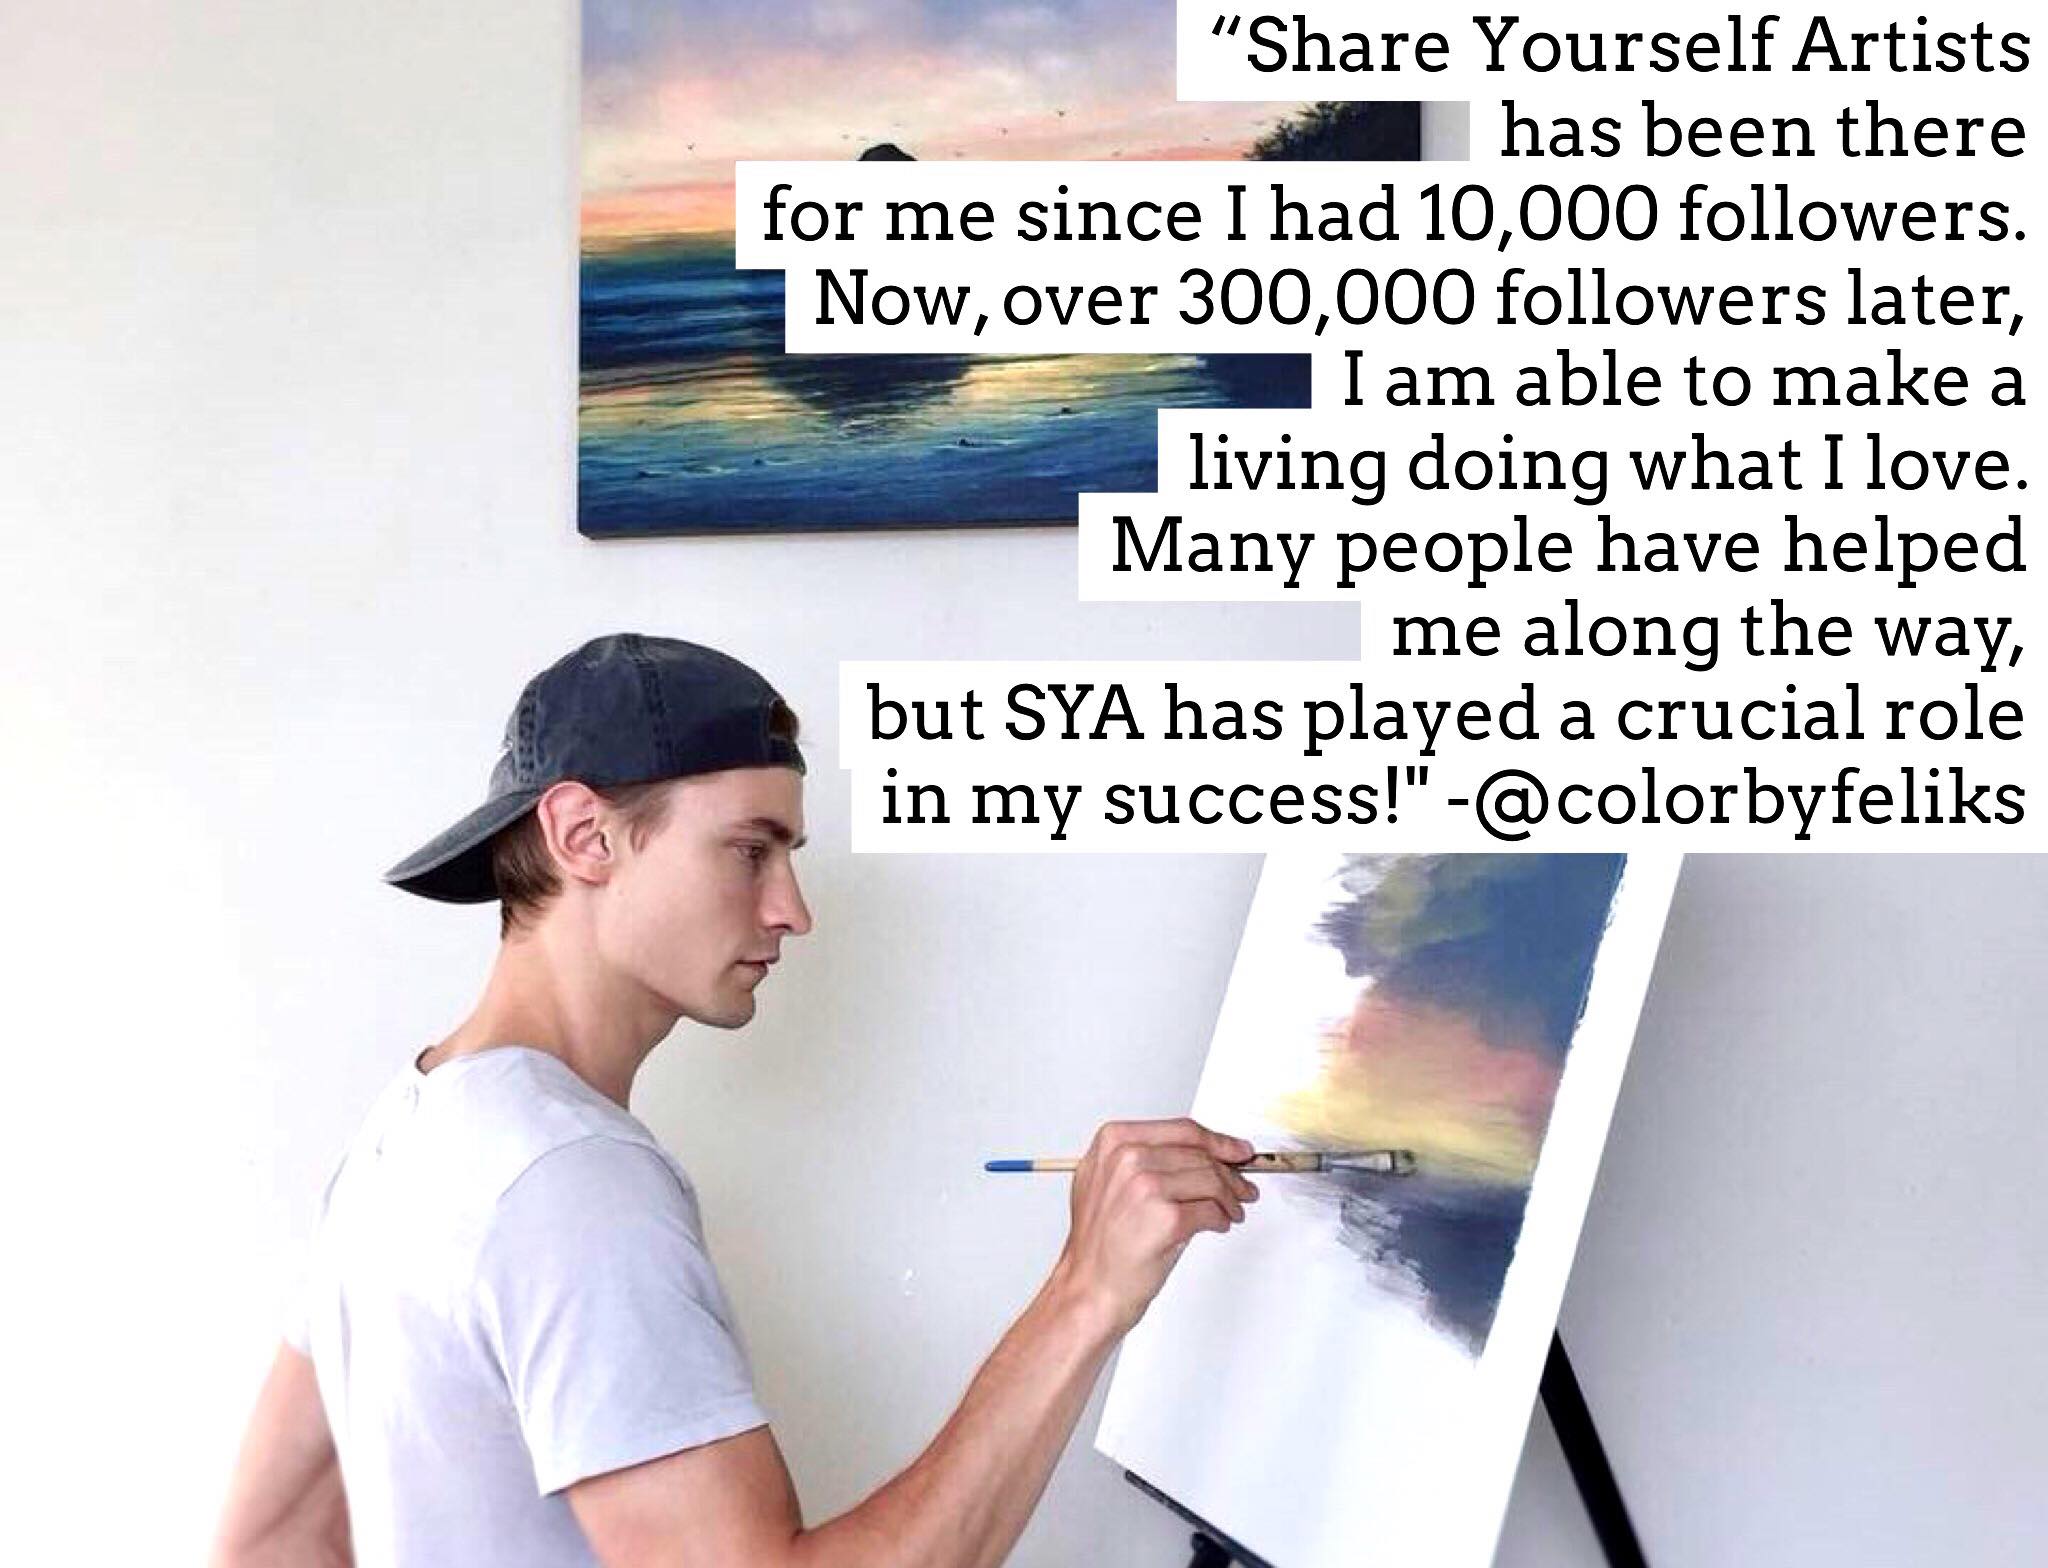 “Share Yourself Artists
has been there
for me since I had 10,000 followers.
Now, over 300,000 followers later,
I am able to make a
living doing what I love.
Many people have helped
me along the way,
but SYA has played a crucial role
in my success!" -@colorbyfeliks